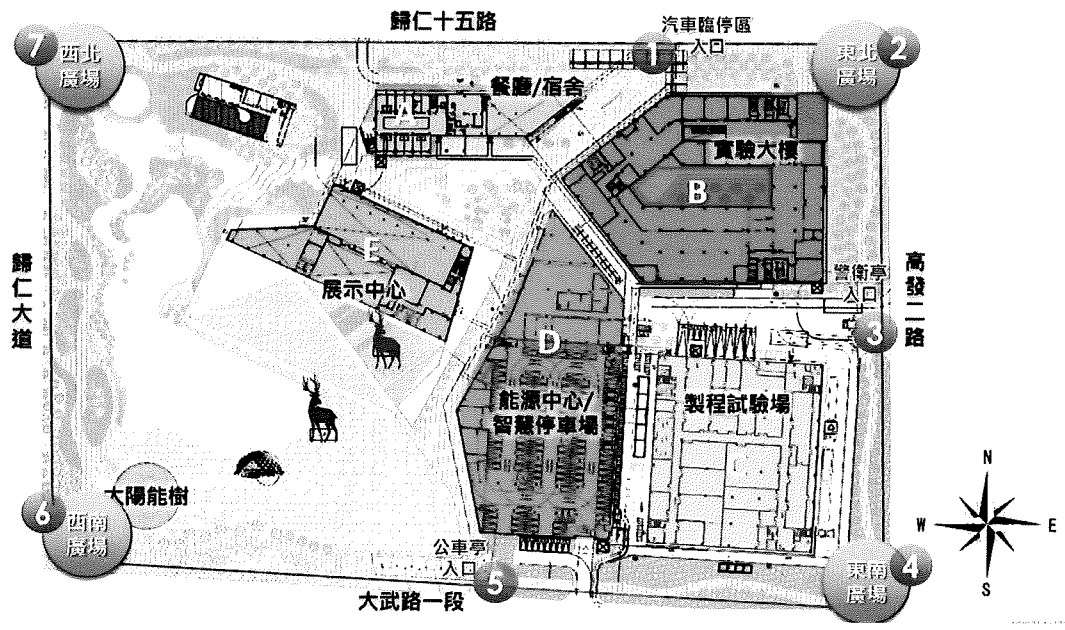 歸仁十五路
7
西北
廣場
1
汽車臨停區
入口
東北
廣場
2
餐廳/宿舍
A
實驗大樓
B
歸仁大道
E
展示中心
警衛亭
入口
3
高發二路
D
能源中心/
智慧停車場
製程試驗場
太陽能樹
6
西南
廣場
公車亭
入口
5
大武路一段
東南
廣場
4
N
W
E
S